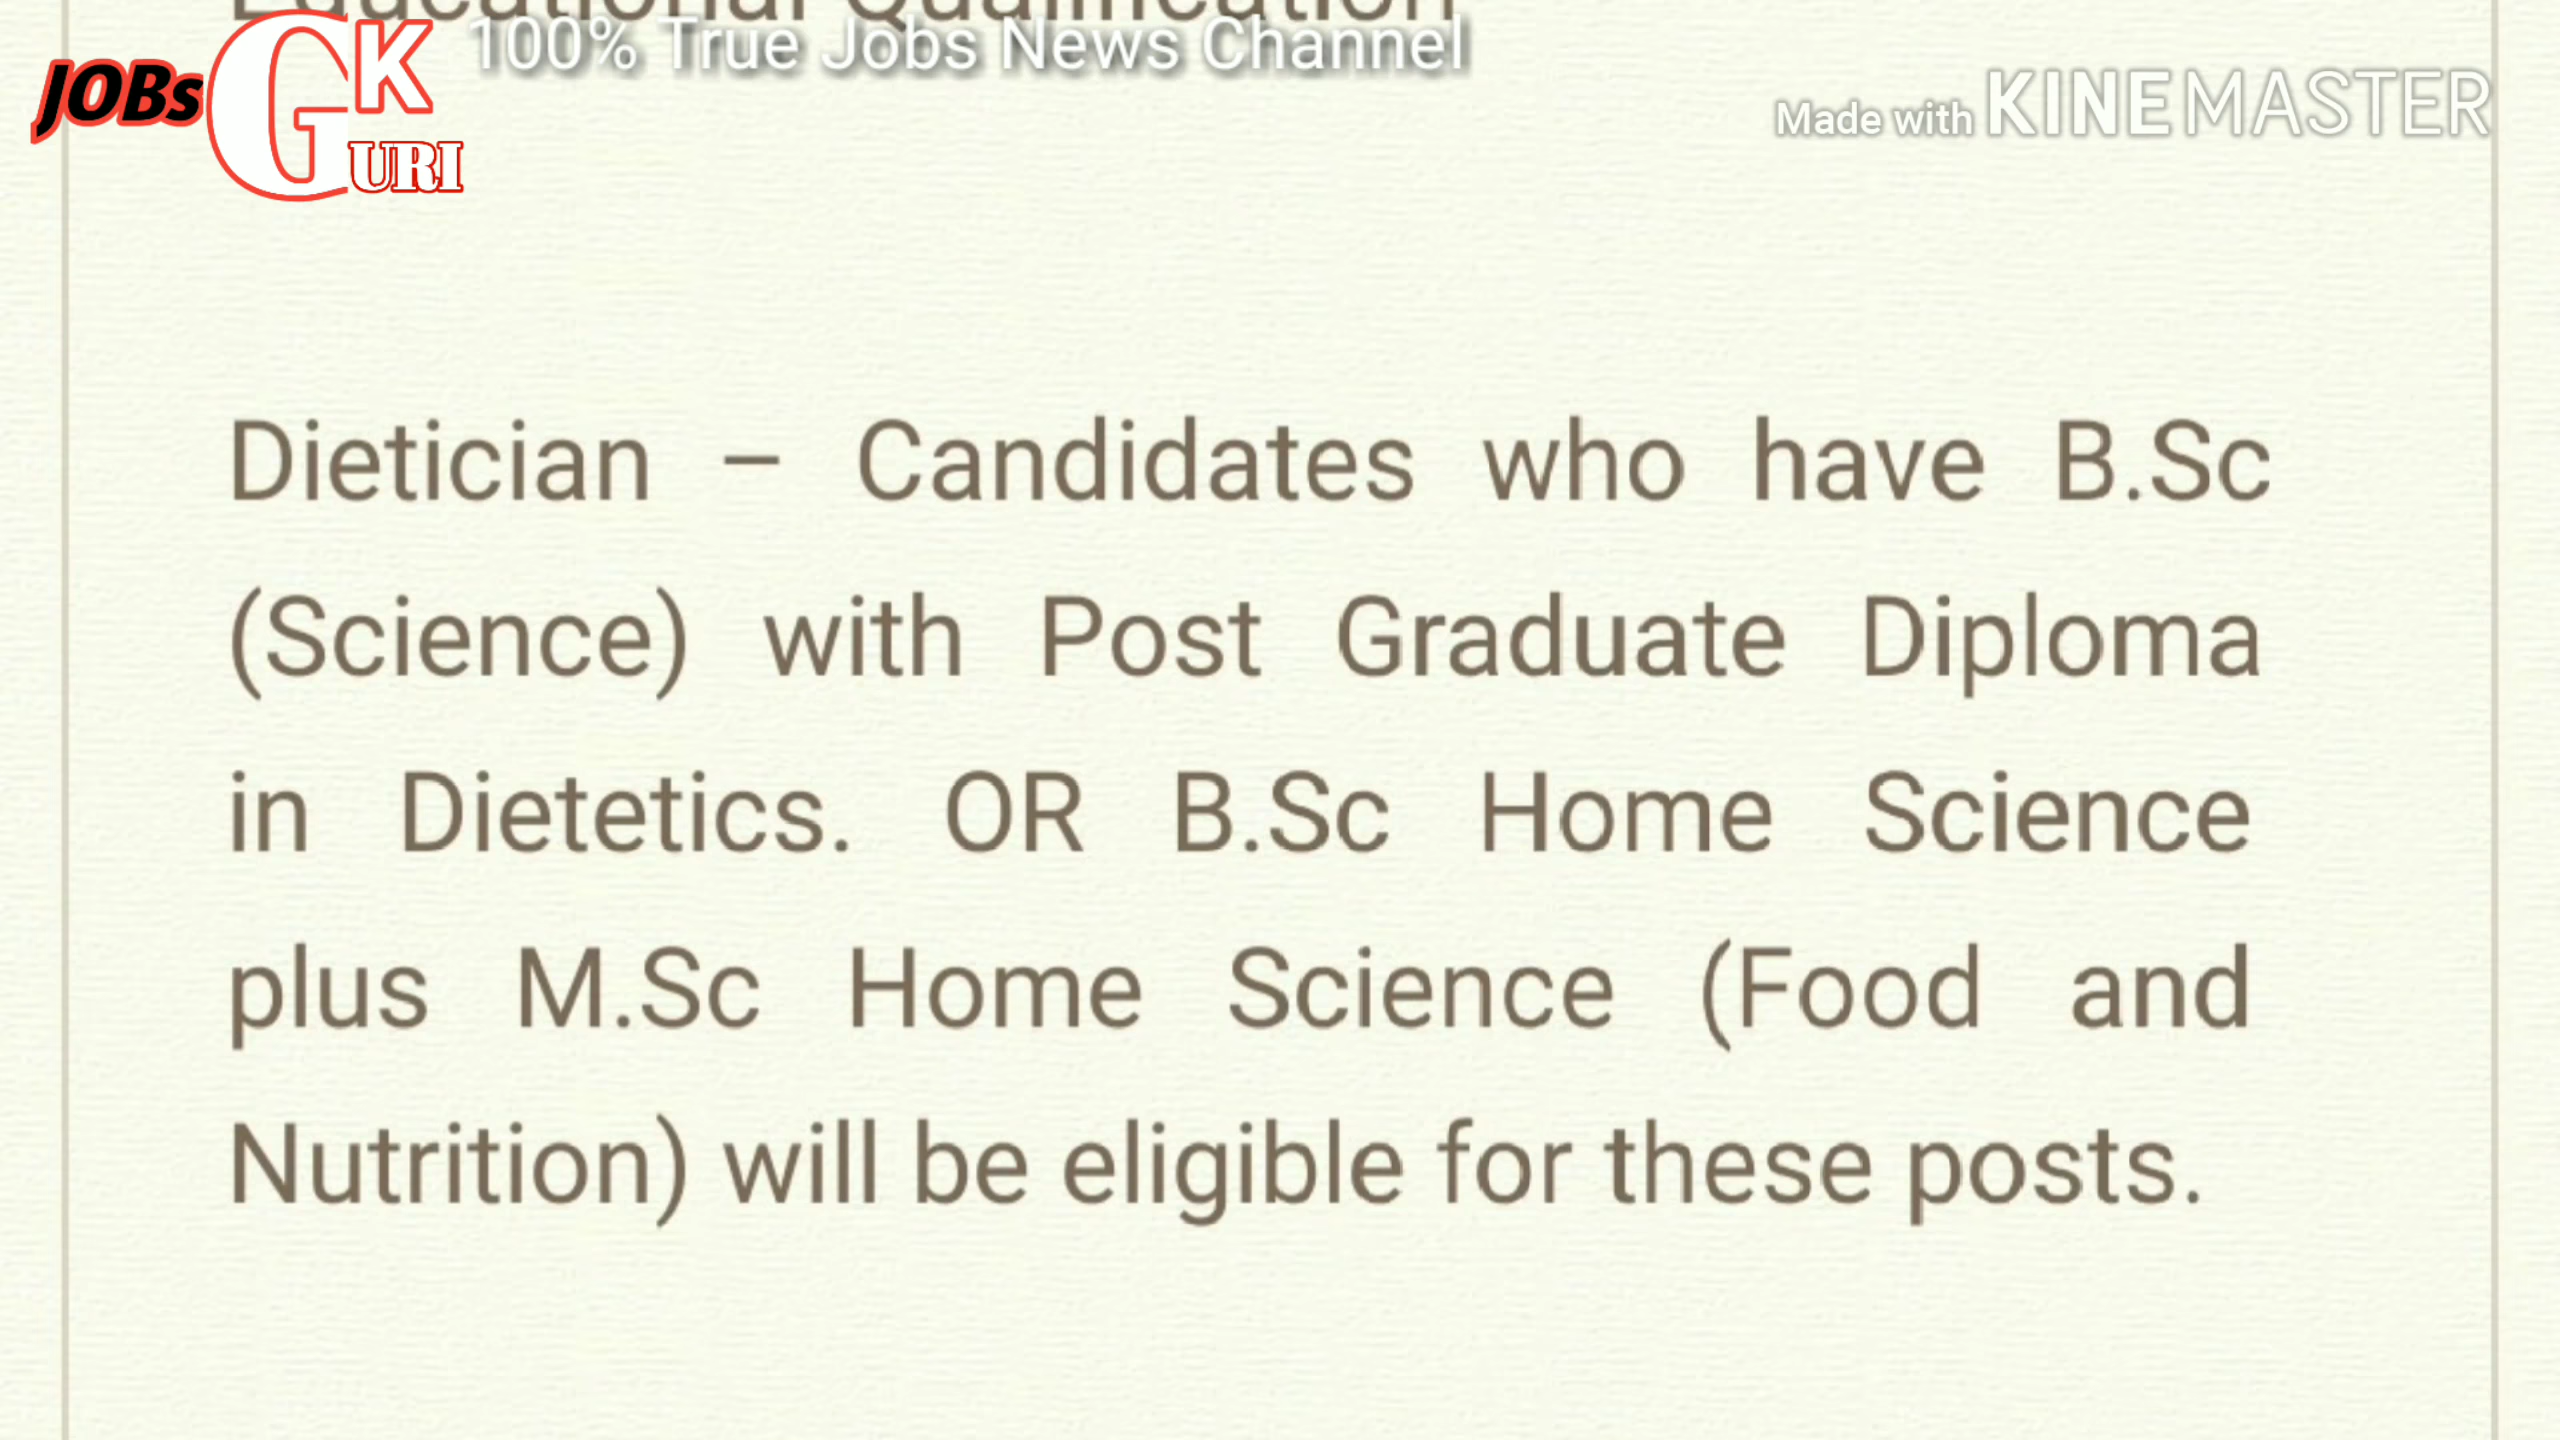 Educational Qualification
100% True Jobs News Channel
JOBs GK URI
Made with KINEMASTER
Dietician – Candidates who have B.Sc
(Science) with Post Graduate Diploma
in Dietetics. OR B.Sc Home Science
plus M.Sc Home Science (Food and
Nutrition) will be eligible for these posts.